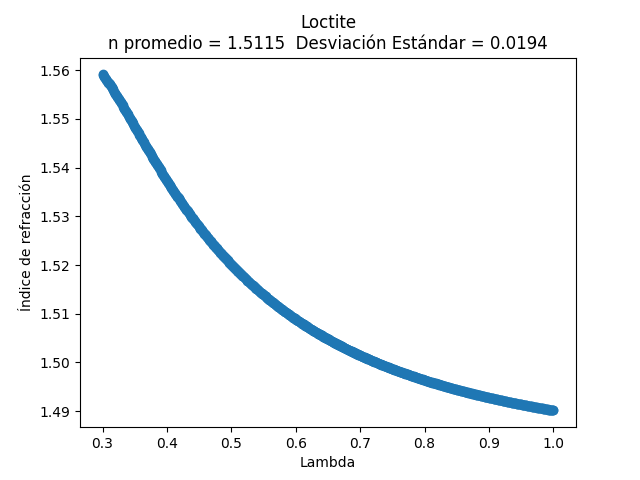 Loctite
n promedio = 1.5115 Desviación Estándar = 0.0194
1.56
1.55
1.54
1.53
1.52
1.51
1.50
1.49
Índice de refracción
0.3 0.4 0.5 0.6 0.7 0.8 0.9 1.0
Lambda